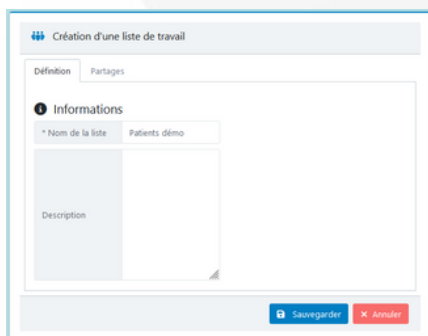 Création d'une liste de travail
Définition Partages
Informations
* Nom de la liste Patients démo
Description
Sauvegarder Annuler